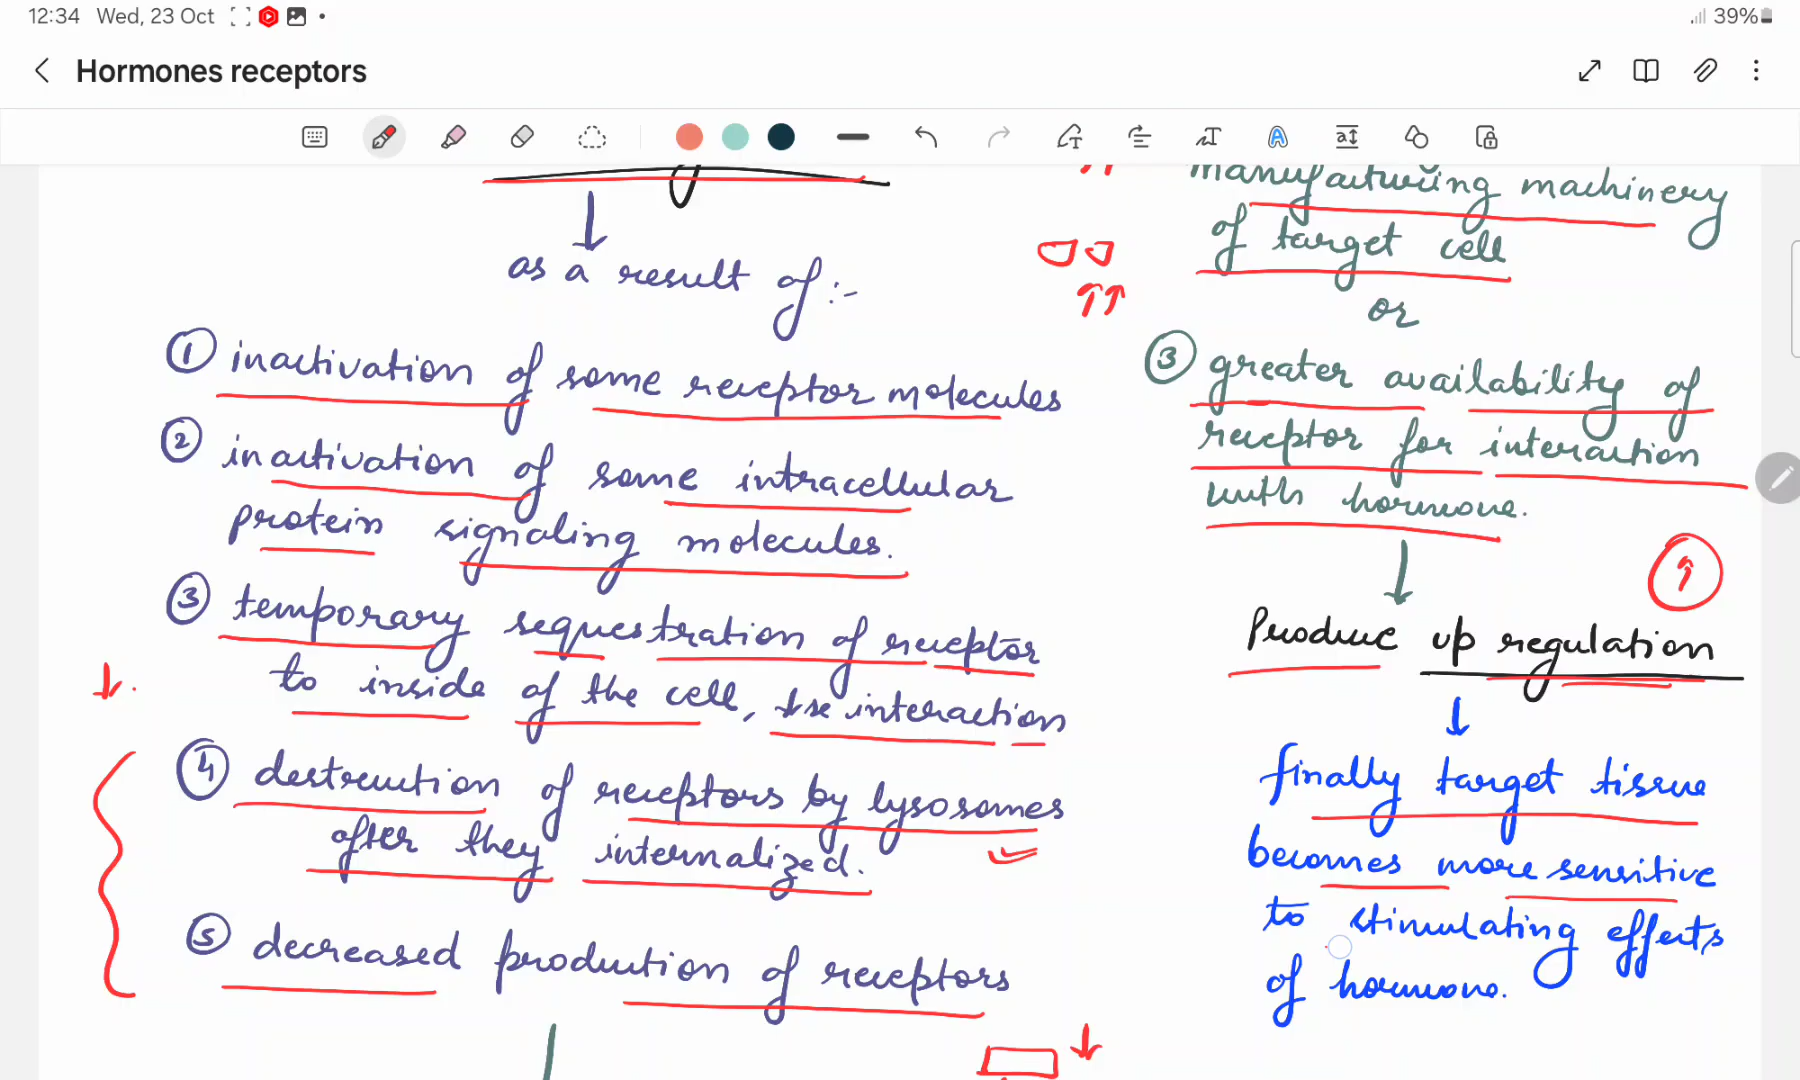 12:34 Wed, 23 Oct
39%
Hormones receptors
as a result of :-
① inactivation of some receptor molecules
② inactivation of some intracellular
protein signaling molecules.
③ temporary sequestration of receptor
to inside of the cell, ↓se interaction
④ destruction of receptors by lysosomes
after they internalized.
⑤ decreased production of receptors
manufacturing machinery
of target cell
or
③ greater availability of
receptor for interaction
with hormone.
Produce up regulation
finally target tissue
becomes more sensitive
to stimulating effects
of hormone.